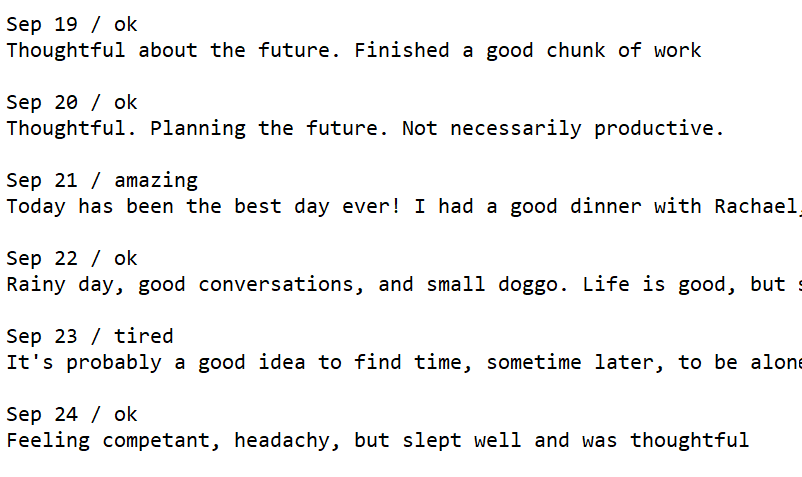 Sep 19 / ok
Thoughtful about the future. Finished a good chunk of work
Sep 20 / ok
Thoughtful. Planning the future. Not necessarily productive.
Sep 21 / amazing
Today has been the best day ever! I had a good dinner with Rachael,
Sep 22 / ok
Rainy day, good conversations, and small doggo. Life is good, but
Sep 23 / tired
It's probably a good idea to find time, sometime later, to be alone
Sep 24 / ok
Feeling competant, headachy, but slept well and was thoughtful